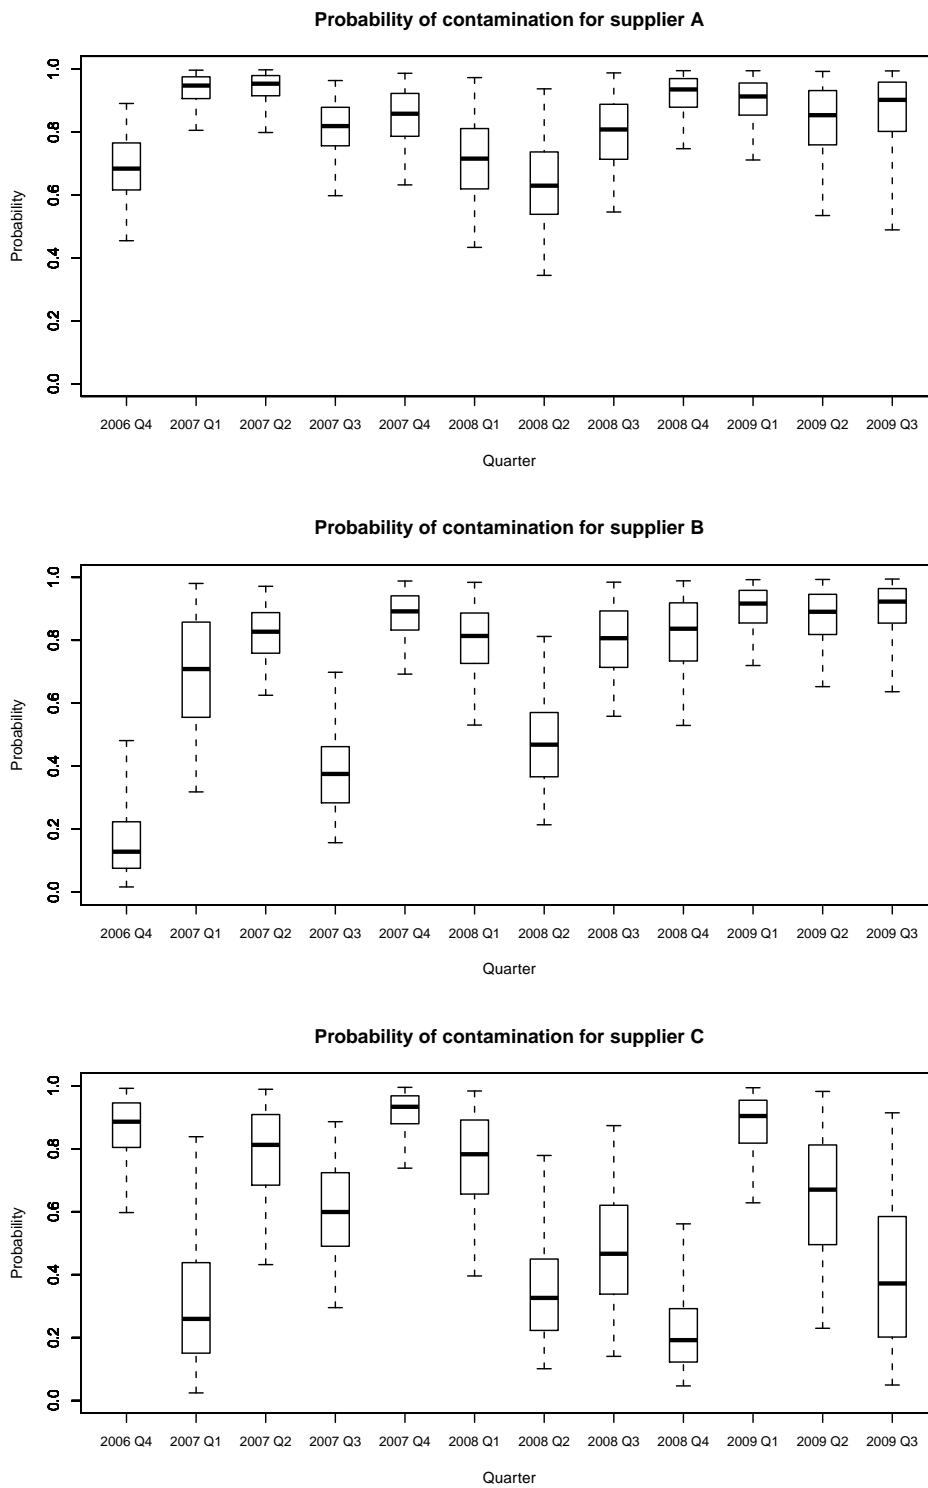 Probability of contamination for supplier A
1.0
0.8
0.6
0.4
0.2
0.0
Probability
2006 Q4 2007 Q1 2007 Q2 2007 Q3 2007 Q4 2008 Q1 2008 Q2 2008 Q3 2008 Q4 2009 Q1 2009 Q2 2009 Q3
Quarter
Probability of contamination for supplier B
1.0
0.8
0.6
0.4
0.2
0.0
Probability
2006 Q4 2007 Q1 2007 Q2 2007 Q3 2007 Q4 2008 Q1 2008 Q2 2008 Q3 2008 Q4 2009 Q1 2009 Q2 2009 Q3
Quarter
Probability of contamination for supplier C
1.0
0.8
0.6
0.4
0.2
0.0
Probability
2006 Q4 2007 Q1 2007 Q2 2007 Q3 2007 Q4 2008 Q1 2008 Q2 2008 Q3 2008 Q4 2009 Q1 2009 Q2 2009 Q3
Quarter